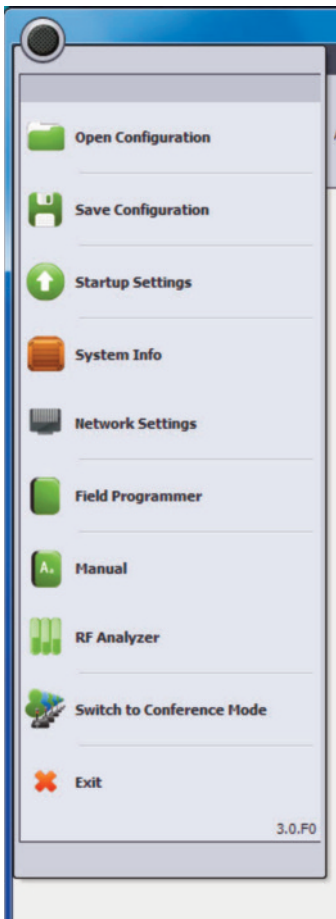 Open Configuration
Save Configuration
Startup Settings
System Info
Network Settings
Field Programmer
A.
Manual
RF Analyzer
Switch to Conference Mode
Exit
3.0.F0